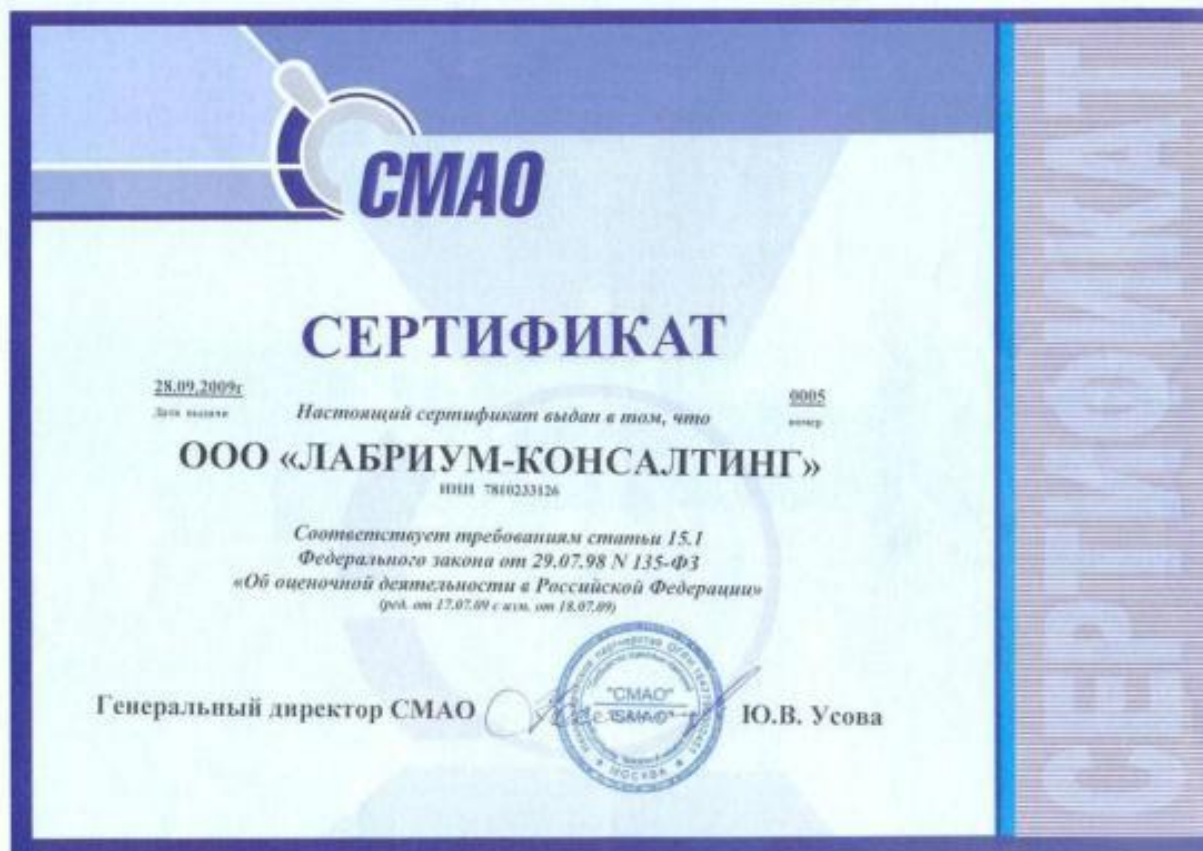 СМАО
СЕРТИФИКАТ
28.09.2009г
Дата выдачи
0005
номер
Настоящий сертификат выдан в том, что
ООО «ЛАБРИУМ-КОНСАЛТИНГ»
ИНН 7810233126
Соответствует требованиям статьи 15.1
Федерального закона от 29.07.98 N 135-ФЗ
«Об оценочной деятельности в Российской Федерации»
(ред. от 17.07.09 с изм. от 18.07.09)
Генеральный директор СМАО
Ю.В. Усова
"СМАО"
"SMAO"
МОСКВА
СЕРТИФИКАТ